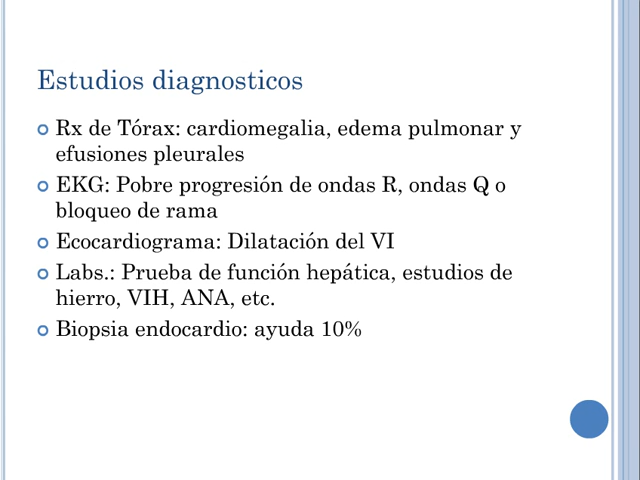 Estudios diagnosticos
Rx de Tórax: cardiomegalia, edema pulmonar y
efusiones pleurales
EKG: Pobre progresión de ondas R, ondas Q o
bloqueo de rama
Ecocardiograma: Dilatación del VI
Labs.: Prueba de función hepática, estudios de
hierro, VIH, ANA, etc.
Biopsia endocardio: ayuda 10%